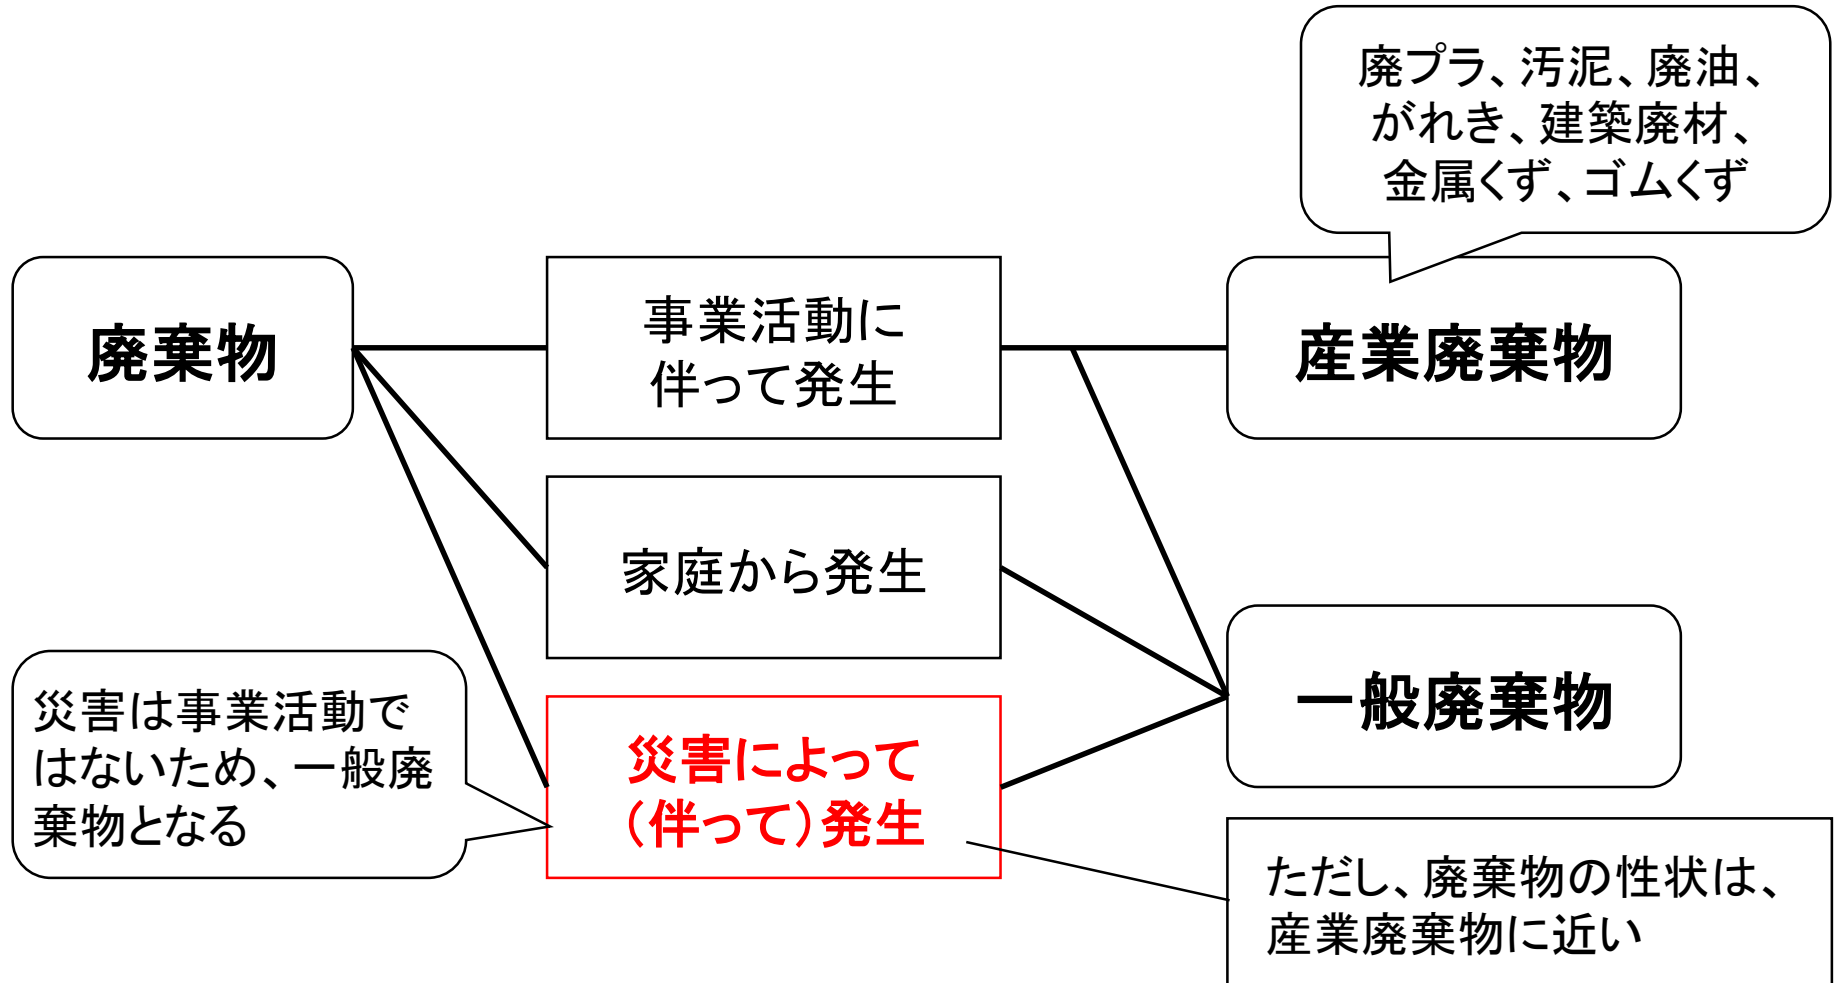 廃プラ、汚泥、廃油、
がれき、建築廃材、
金属くず、ゴムくず
廃棄物
事業活動に
伴って発生
産業廃棄物
家庭から発生
災害は事業活動で
はないため、一般廃
棄物となる
災害によって
（伴って）発生
一般廃棄物
ただし、廃棄物の性状は、
産業廃棄物に近い